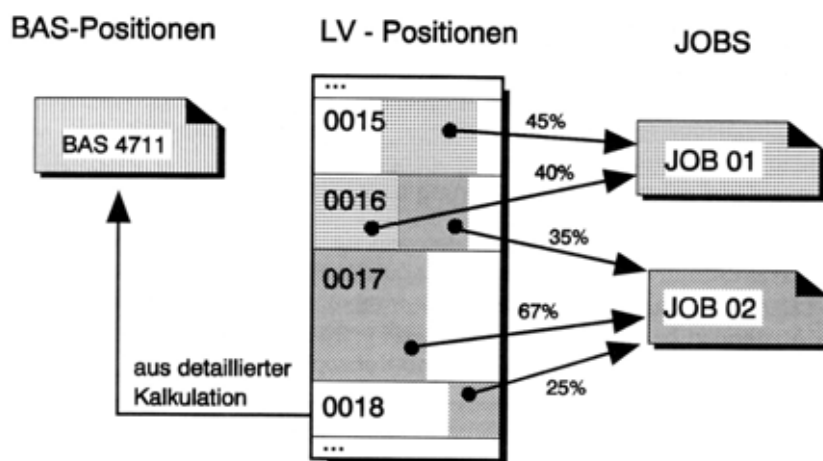 BAS-Positionen
LV - Positionen
JOBS
...
BAS 4711
0015
45%
JOB 01
0016
40%
35%
0017
67%
JOB 02
aus detaillierter
Kalkulation
0018
25%
...